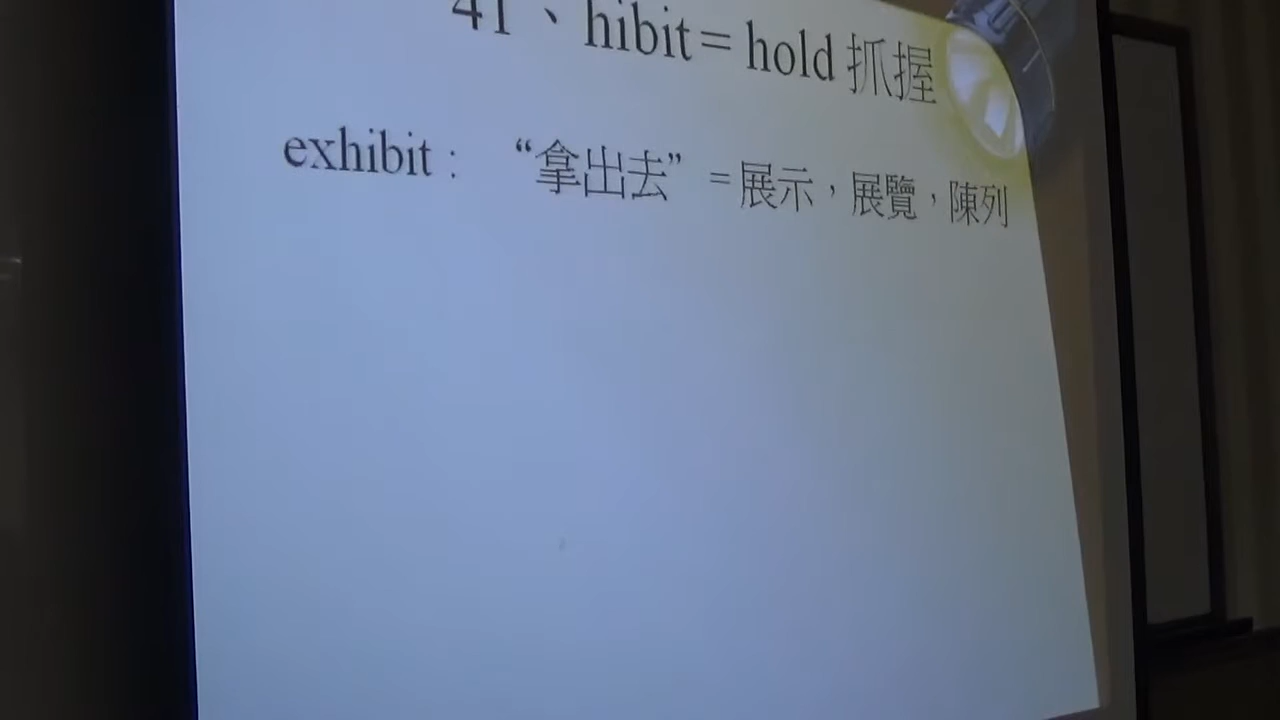 41、hibit = hold 抓握
exhibit： “拿出去” = 展示，展覽，陳列